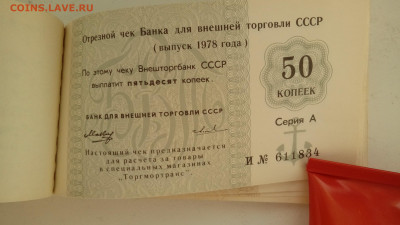 COINS.LAVE.RU
Отрезной чек Банка для внешней торговли СССР
(выпуск 1978 года)
По этому чеку Внешторгбанк СССР
выплатит пятьдесят копеек.
50
КОПЕЕК
БАНК ДЛЯ ВНЕШНЕЙ ТОРГОВЛИ СССР
Серия А
Настоящий чек предназначается
для расчета за товары
в специальных магазинах
"Торгмортранс"
И № 611834